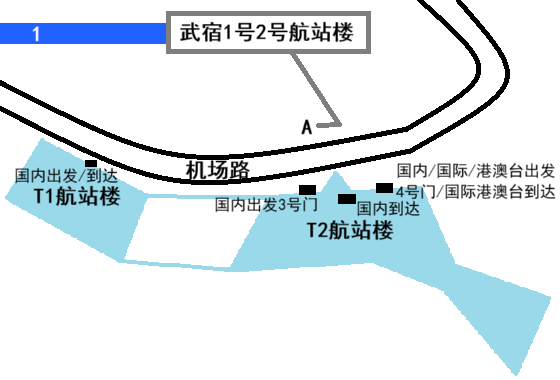 1
武宿1号2号航站楼
A
机场路
国内出发/到达
T1航站楼
国内出发3号门
国内/国际/港澳台出发
4号门/国际港澳台到达
国内到达
T2航站楼